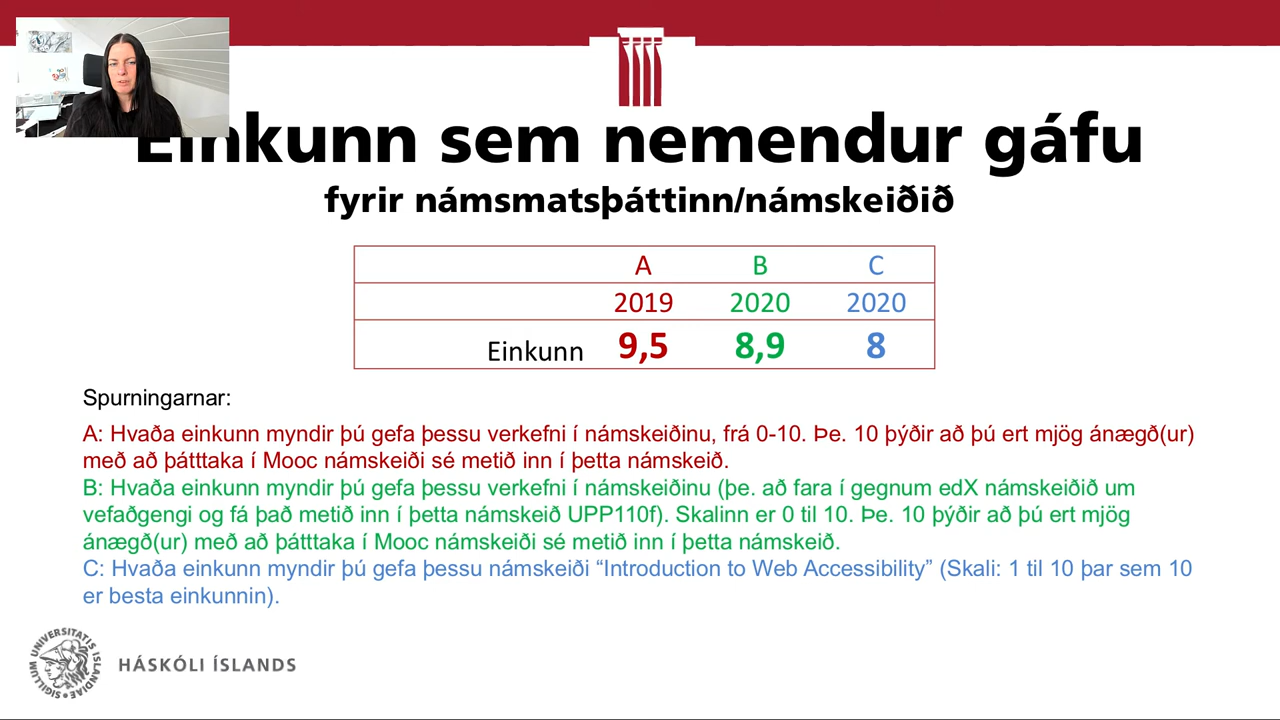 Einkunn sem nemendur gáfu
fyrir námsmatsþáttinn/námskeiðið
A B C
2019 2020 2020
Einkunn 9,5 8,9 8
Spurningarnar:
A: Hvaða einkunn myndir þú gefa þessu verkefni í námskeiðinu, frá 0-10. Þe. 10 þýðir að þú ert mjög ánægð(ur)
með að þátttaka í Mooc námskeiði sé metið inn í þetta námskeið.
B: Hvaða einkunn myndir þú gefa þessu verkefni í námskeiðinu (þe. að fara í gegnum edX námskeiðið um
vefaðgengi og fá það metið inn í þetta námskeið UPP110f). Skalinn er 0 til 10. Þe. 10 þýðir að þú ert mjög
ánægð(ur) með að þátttaka í Mooc námskeiði sé metið inn í þetta námskeið.
C: Hvaða einkunn myndir þú gefa þessu námskeiði “Introduction to Web Accessibility” (Skali: 1 til 10 þar sem 10
er besta einkunnin).
SIGILLUM UNIVERSITATIS ISLANDIAE
HÁSKÓLI ÍSLANDS